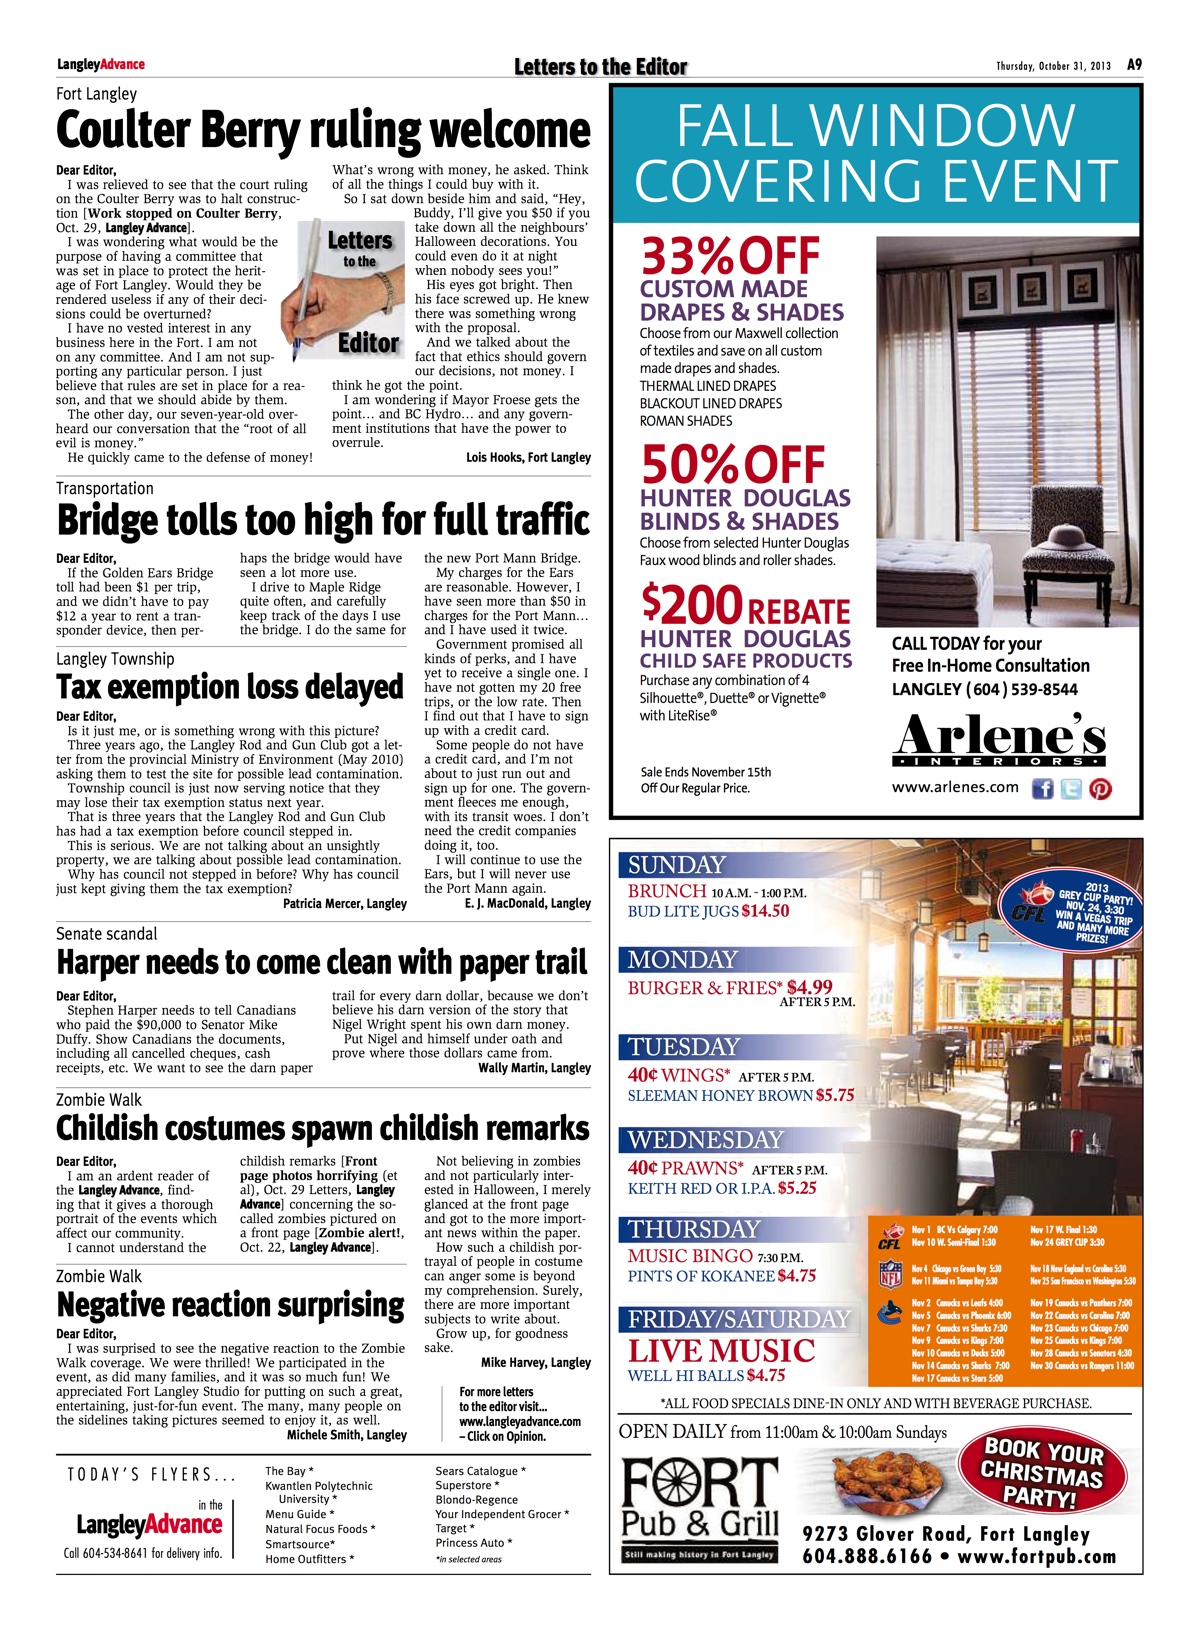 LangleyAdvance
Letters to the Editor
Thursday, October 31, 2013 A9
Fort Langley
Coulter Berry ruling welcome
Dear Editor,
I was relieved to see that the court ruling
on the Coulter Berry was to halt construc-
tion [Work stopped on Coulter Berry,
Oct. 29, Langley Advance].
I was wondering what would be the
purpose of having a committee that
was set in place to protect the herit-
age of Fort Langley. Would they be
rendered useless if any of their deci-
sions could be overturned?
I have no vested interest in any
business here in the Fort. I am not
on any committee. And I am not sup-
porting any particular person. I just
believe that rules are set in place for a rea-
son, and that we should abide by them.
The other day, our seven-year-old over-
heard our conversation that the “root of all
evil is money.”
He quickly came to the defense of money!
What’s wrong with money, he asked. Think
of all the things I could buy with it.
So I sat down beside him and said, “Hey,
Buddy, I’ll give you $50 if you
take down all the neighbours’
Halloween decorations. You
could even do it at night
when nobody sees you!”
His eyes got bright. Then
his face screwed up. He knew
there was something wrong
with the proposal.
And we talked about the
fact that ethics should govern
our decisions, not money. I
think he got the point.
I am wondering if Mayor Froese gets the
point… and BC Hydro… and any govern-
ment institutions that have the power to
overrule.
Lois Hooks, Fort Langley
Letters
to the
Editor
Transportation
Bridge tolls too high for full traffic
Dear Editor,
If the Golden Ears Bridge
toll had been $1 per trip,
and we didn’t have to pay
$12 a year to rent a tran-
sponder device, then per-
haps the bridge would have
seen a lot more use.
I drive to Maple Ridge
quite often, and carefully
keep track of the days I use
the bridge. I do the same for
the new Port Mann Bridge.
My charges for the Ears
are reasonable. However, I
have seen more than $50 in
charges for the Port Mann…
and I have used it twice.
Government promised all
kinds of perks, and I have
yet to receive a single one. I
have not gotten my 20 free
trips, or the low rate. Then
I find out that I have to sign
up with a credit card.
Some people do not have
a credit card, and I’m not
about to just run out and
sign up for one. The govern-
ment fleeces me enough,
with its transit woes. I don’t
need the credit companies
doing it, too.
I will continue to use the
Ears, but I will never use
the Port Mann again.
E. J. MacDonald, Langley
Langley Township
Tax exemption loss delayed
Dear Editor,
Is it just me, or is something wrong with this picture?
Three years ago, the Langley Rod and Gun Club got a let-
ter from the provincial Ministry of Environment (May 2010)
asking them to test the site for possible lead contamination.
Township council is just now serving notice that they
may lose their tax exemption status next year.
That is three years that the Langley Rod and Gun Club
has had a tax exemption before council stepped in.
This is serious. We are not talking about an unsightly
property, we are talking about possible lead contamination.
Why has council not stepped in before? Why has council
just kept giving them the tax exemption?
Patricia Mercer, Langley
Senate scandal
Harper needs to come clean with paper trail
Dear Editor,
Stephen Harper needs to tell Canadians
who paid the $90,000 to Senator Mike
Duffy. Show Canadians the documents,
including all cancelled cheques, cash
receipts, etc. We want to see the darn paper
trail for every darn dollar, because we don’t
believe his darn version of the story that
Nigel Wright spent his own darn money.
Put Nigel and himself under oath and
prove where those dollars came from.
Wally Martin, Langley
Zombie Walk
Childish costumes spawn childish remarks
Dear Editor,
I am an ardent reader of
the Langley Advance, find-
ing that it gives a thorough
portrait of the events which
affect our community.
I cannot understand the
childish remarks [Front
page photos horrifying (et
al), Oct. 29 Letters, Langley
Advance] concerning the so-
called zombies pictured on
a front page [Zombie alert!,
Oct. 22, Langley Advance].
Not believing in zombies
and not particularly inter-
ested in Halloween, I merely
glanced at the front page
and got to the more import-
ant news within the paper.
How such a childish por-
trayal of people in costume
can anger some is beyond
my comprehension. Surely,
there are more important
subjects to write about.
Grow up, for goodness
sake.
Mike Harvey, Langley
Zombie Walk
Negative reaction surprising
Dear Editor,
I was surprised to see the negative reaction to the Zombie
Walk coverage. We were thrilled! We participated in the
event, as did many families, and it was so much fun! We
appreciated Fort Langley Studio for putting on such a great,
entertaining, just-for-fun event. The many, many people on
the sidelines taking pictures seemed to enjoy it, as well.
Michele Smith, Langley
For more letters
to the editor visit…
www.langleyadvance.com
– Click on Opinion.
TODAY’S FLYERS...
in the
LangleyAdvance
Call 604-534-8641 for delivery info.
The Bay *
Kwantlen Polytechnic
University *
Menu Guide *
Natural Focus Foods *
Smartsource*
Home Outfitters *
Sears Catalogue *
Superstore *
Blondo-Regence
Your Independent Grocer *
Target *
Princess Auto *
*in selected areas
FALL WINDOW
COVERING EVENT
33% OFF
CUSTOM MADE
DRAPES & SHADES
Choose from our Maxwell collection
of textiles and save on all custom
made drapes and shades.
THERMAL LINED DRAPES
BLACKOUT LINED DRAPES
ROMAN SHADES
50% OFF
HUNTER DOUGLAS
BLINDS & SHADES
Choose from selected Hunter Douglas
Faux wood blinds and roller shades.
$200 REBATE
HUNTER DOUGLAS
CHILD SAFE PRODUCTS
Purchase any combination of 4
Silhouette®, Duette® or Vignette®
with LiteRise®
Sale Ends November 15th
Off Our Regular Price.
CALL TODAY for your
Free In-Home Consultation
LANGLEY (604) 539-8544
Arlene’s
INTERIORS
www.arlenes.com
SUNDAY
BRUNCH 10 A.M. - 1:00 P.M.
BUD LITE JUGS $14.50
MONDAY
BURGER & FRIES* $4.99
AFTER 5 P.M.
TUESDAY
40¢ WINGS* AFTER 5 P.M.
SLEEMAN HONEY BROWN $5.75
WEDNESDAY
40¢ PRAWNS* AFTER 5 P.M.
KEITH RED OR I.P.A. $5.25
THURSDAY
MUSIC BINGO 7:30 P.M.
PINTS OF KOKANEE $4.75
FRIDAY/SATURDAY
LIVE MUSIC
WELL HI BALLS $4.75
CFL
2013
GREY CUP PARTY!
NOV. 24, 3:30
WIN A VEGAS TRIP
AND MANY MORE
PRIZES!
CFL
Nov 1 BC Vs Calgary 7:00
Nov 10 W. Semi-Final 1:30
Nov 17 W. Final 1:30
Nov 24 GREY CUP 3:30
NFL
Nov 4 Chicago vs Green Bay 5:30
Nov 11 Miami vs Tampa Bay 5:30
Nov 18 New England vs Carolina 5:30
Nov 25 San Francisco vs Washington 5:30
Nov 2 Canucks vs Leafs 4:00
Nov 5 Canucks vs Phoenix 6:00
Nov 7 Canucks vs Sharks 7:30
Nov 9 Canucks vs Kings 7:00
Nov 10 Canucks vs Ducks 5:00
Nov 14 Canucks vs Sharks 7:00
Nov 17 Canucks vs Stars 5:00
Nov 19 Canucks vs Panthers 7:00
Nov 22 Canucks vs Carolina 7:00
Nov 23 Canucks vs Chicago 7:00
Nov 25 Canucks vs Kings 7:00
Nov 28 Canucks vs Senators 4:30
Nov 30 Canucks vs Rangers 11:00
*ALL FOOD SPECIALS DINE-IN ONLY AND WITH BEVERAGE PURCHASE.
OPEN DAILY from 11:00am & 10:00am Sundays
FORT
Pub & Grill
Still making history in Fort Langley
BOOK YOUR
CHRISTMAS
PARTY!
9273 Glover Road, Fort Langley
604.888.6166 • www.fortpub.com